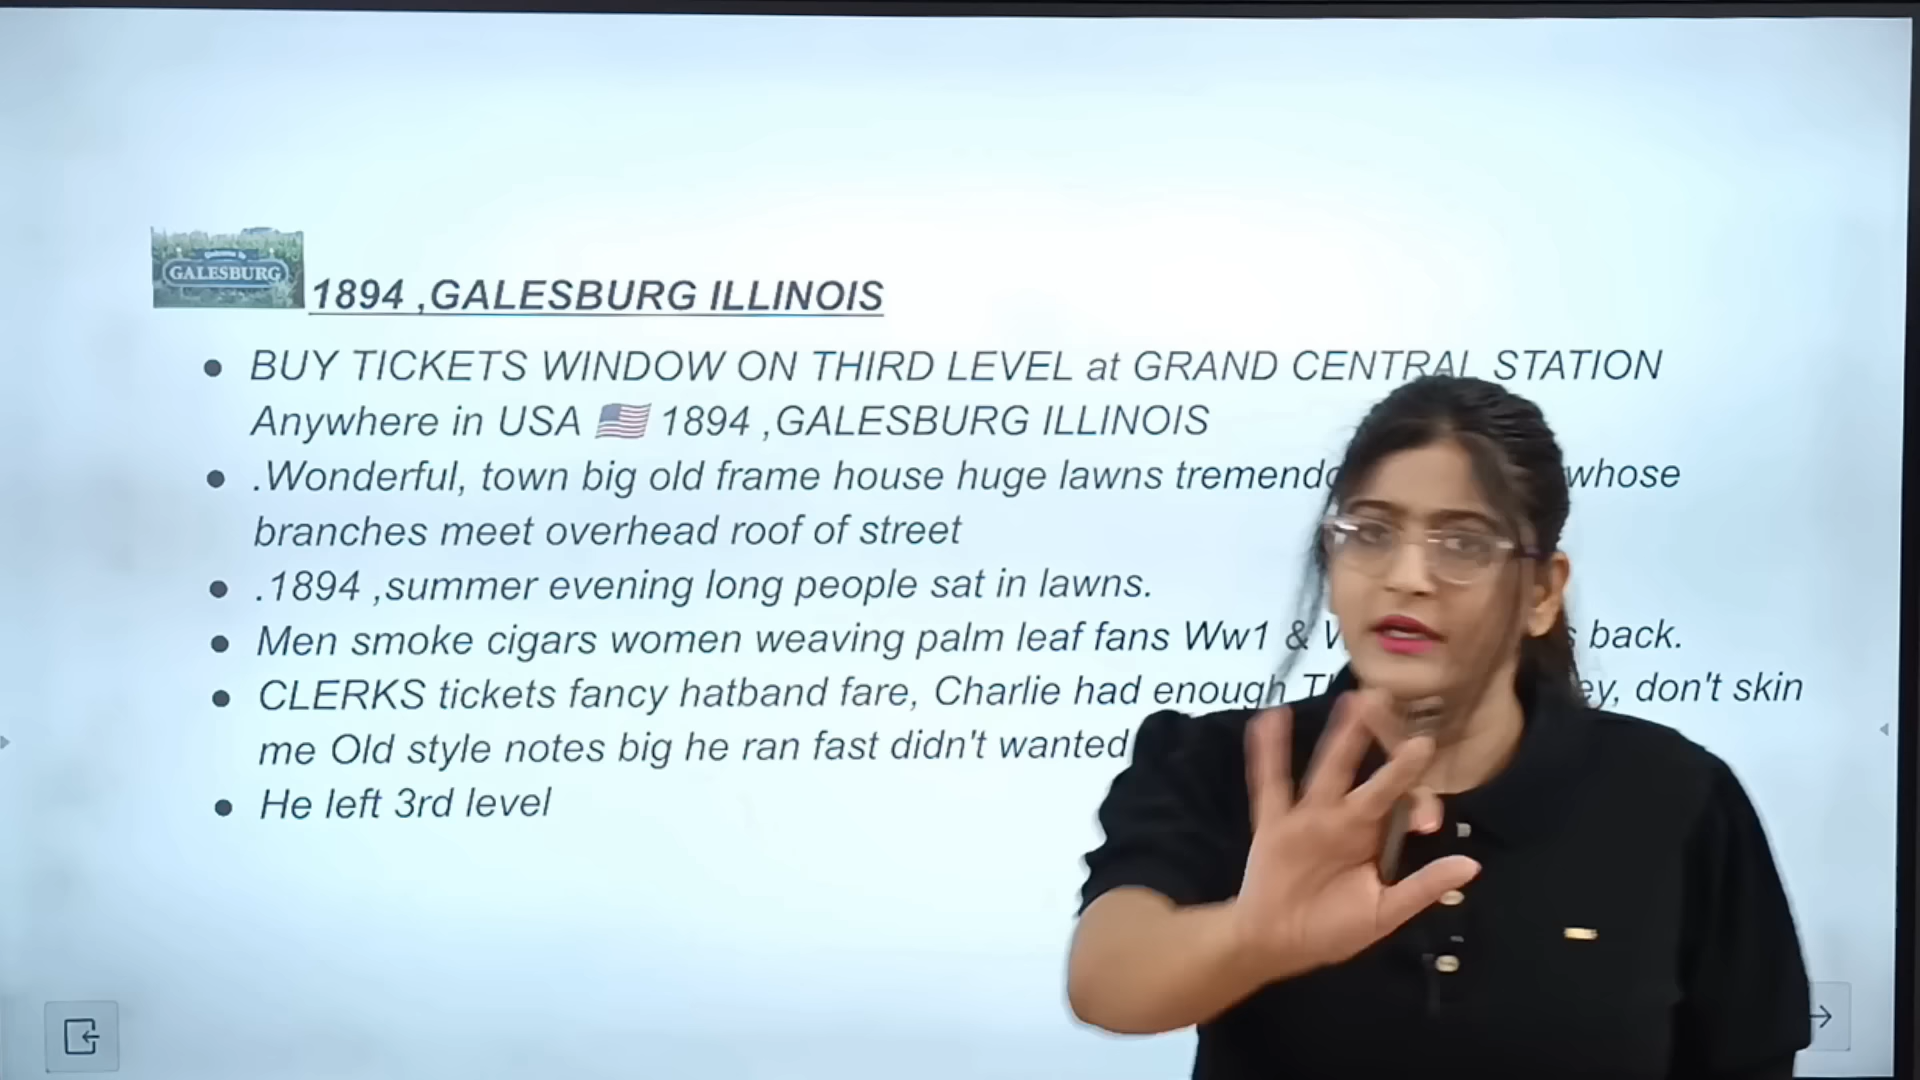 Welcome to
GALESBURG
1894 ,GALESBURG ILLINOIS
BUY TICKETS WINDOW ON THIRD LEVEL at GRAND CENTRAL STATION
Anywhere in USA 🇺🇸 1894 ,GALESBURG ILLINOIS
.Wonderful, town big old frame house huge lawns whose
branches meet overhead roof of street
.1894 ,summer evening long people sat in lawns.
Men smoke cigars women weaving palm leaf fans Ww1 & back.
CLERKS tickets fancy hatband fare, Charlie had enough don't skin
me Old style notes big he ran fast didn't wanted
He left 3rd level